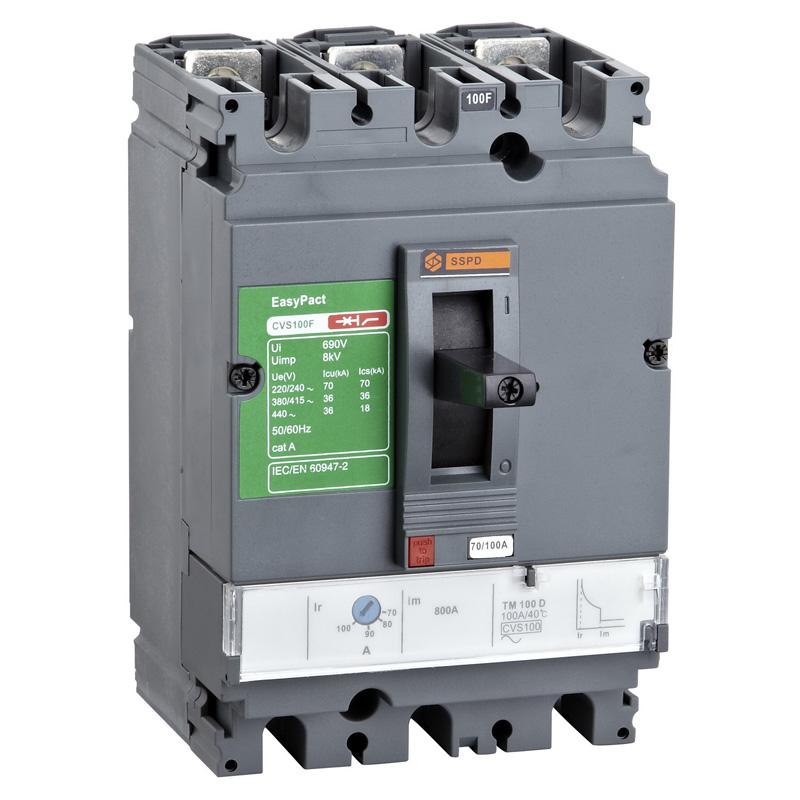 100F
SSPD
I
EasyPact
CVS100F
Ui 690V
Uimp 8kV
Ue(V) Icu(kA) Ics(kA)
220/240 ~ 70 70
380/415 ~ 36 36
440 ~ 36 18
50/60Hz
cat A
IEC/EN 60947-2
O
push
to
trip
70/100A
Ir
70
80
90
100
A
im
800A
TM 100 D
100A/40℃
CVS100
~
Ir Im